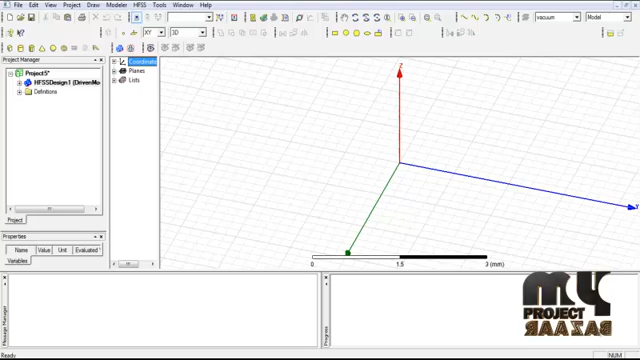 File Edit View Project Draw Modeler HFSS Tools Window Help
vacuum Model
XY 3D
Project Manager
Project5*
HFSSDesign1 (DrivenMo
Definitions
Project
Coordinate
Planes
Lists
Z
Y
0 1.5 3 (mm)
Properties
Name Value Unit Evaluated
Variables
Message Manager
Progress
my
PROJECT
BAZAAR
Ready
NUM